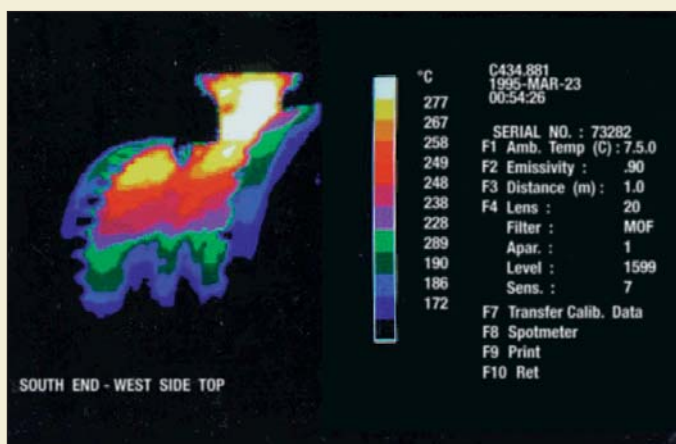 °C
277
267
258
249
248
238
228
289
190
186
172
C434.881
1995-MAR-23
00:54:26
SERIAL NO. : 73282
F1 Amb. Temp (C) : 7.5.0
F2 Emissivity : .90
F3 Distance (m) : 1.0
F4 Lens : 20
Filter : MOF
Apar. : 1
Level : 1599
Sens. : 7
F7 Transfer Calib. Data
F8 Spotmeter
F9 Print
F10 Ret
SOUTH END - WEST SIDE TOP